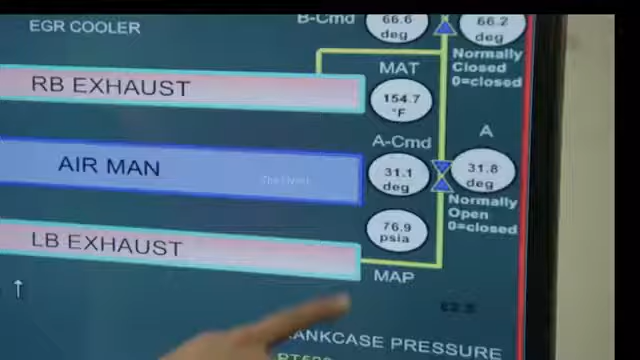 EGR COOLER
B-Cmd
66.6
deg
66.2
deg
Normally
Closed
0=closed
RB EXHAUST
MAT
154.7
°F
A-Cmd
A
AIR MAN
31.1
deg
31.8
deg
Normally
Open
0=closed
76.9
psia
LB EXHAUST
MAP
CRANKCASE PRESSURE